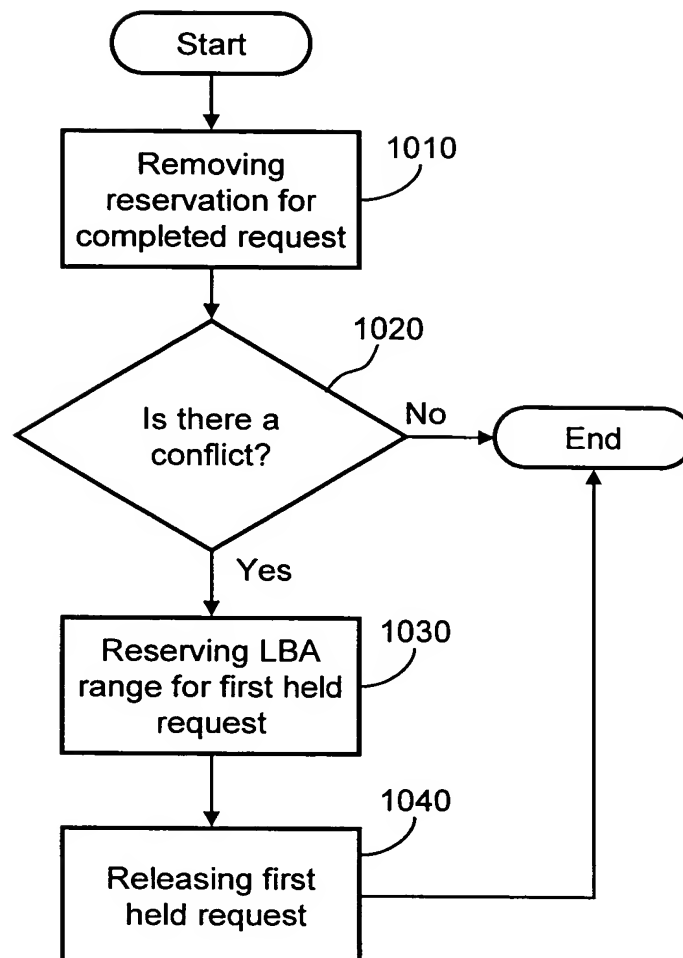 Start
1010
Removing
reservation for
completed request
1020
Is there a
conflict?
No
End
Yes
1030
Reserving LBA
range for first held
request
1040
Releasing first
held request